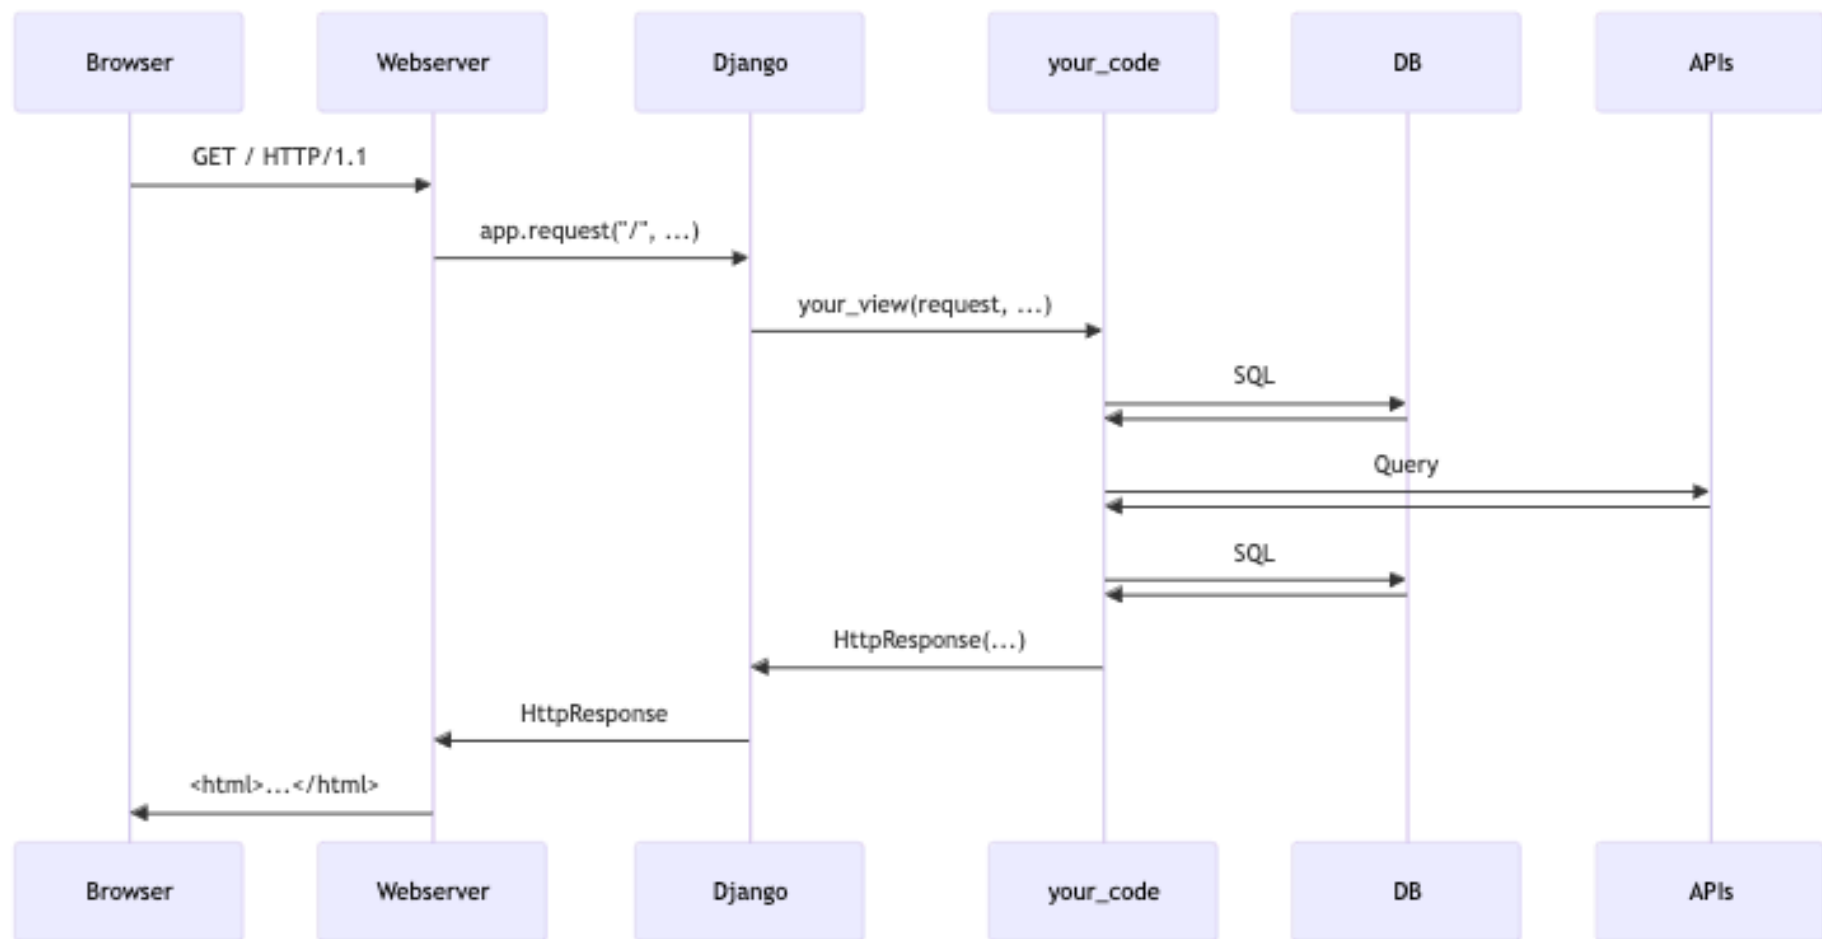 Browser
Webserver
Django
your_code
DB
APIs
GET / HTTP/1.1
app.request("/", ...)
your_view(request, ...)
SQL
Query
SQL
HttpResponse(...)
HttpResponse
<html>...</html>
Browser
Webserver
Django
your_code
DB
APIs